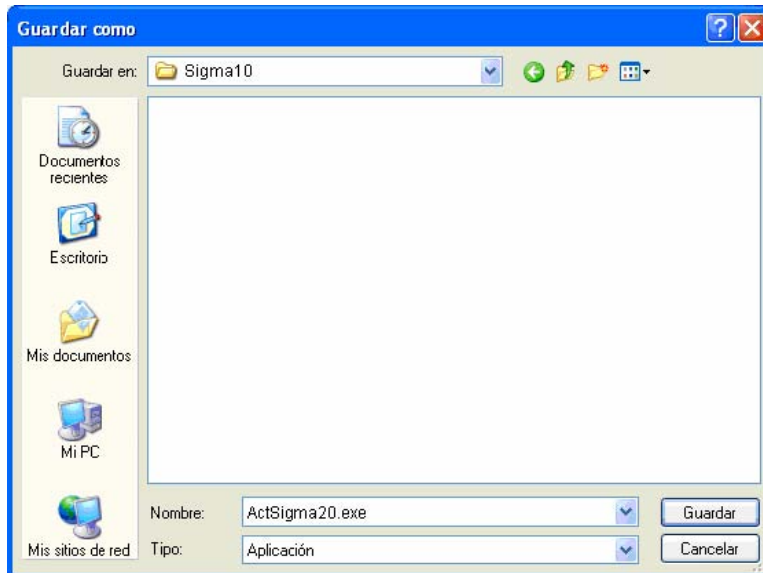 Guardar como
Guardar en:
Sigma10
Documentos
recientes
Escritorio
Mis documentos
Mi PC
Mis sitios de red
Nombre:
ActSigma20.exe
Guardar
Tipo:
Aplicación
Cancelar